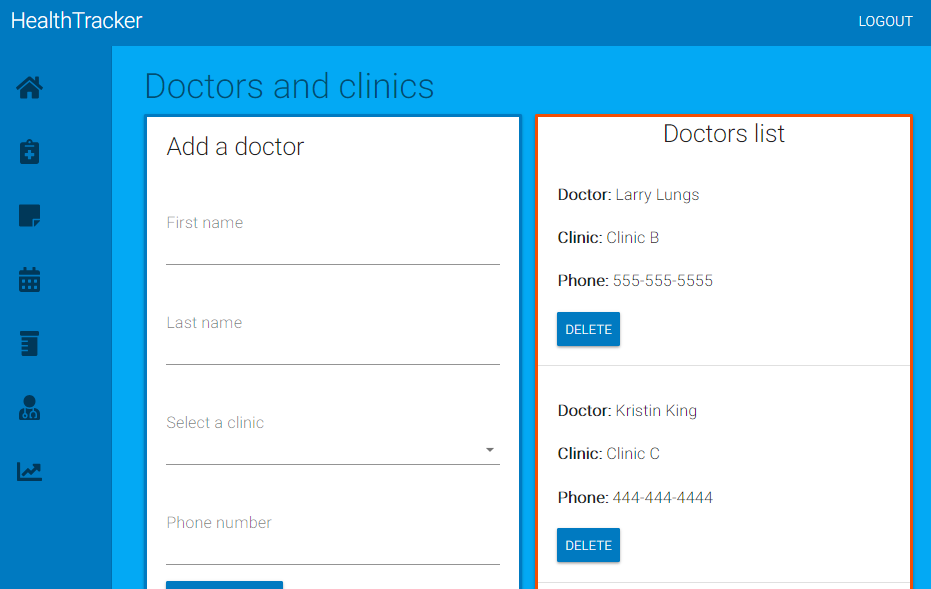 HealthTracker
LOGOUT
Doctors and clinics
Add a doctor
First name
Last name
Select a clinic
Phone number
Doctors list
Doctor: Larry Lungs
Clinic: Clinic B
Phone: 555-555-5555
DELETE
Doctor: Kristin King
Clinic: Clinic C
Phone: 444-444-4444
DELETE